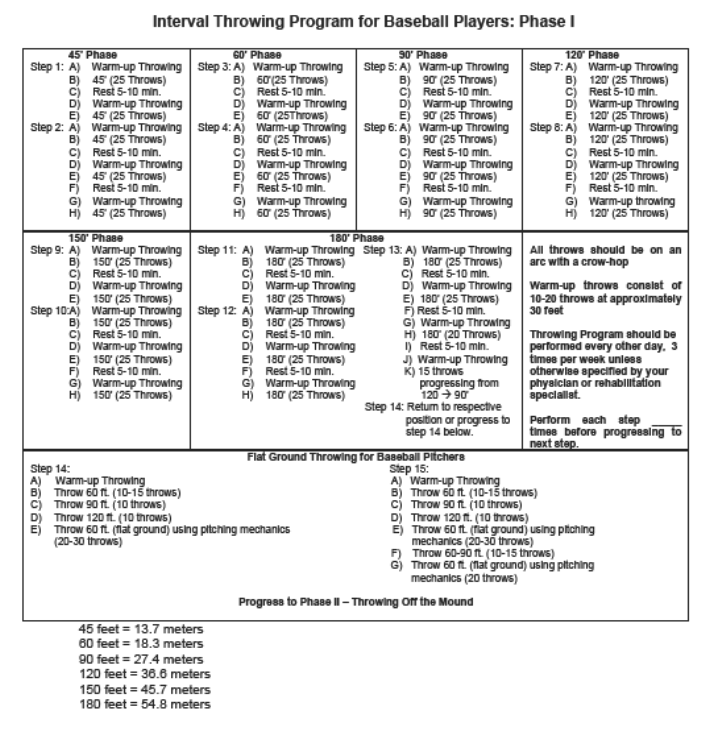 Interval Throwing Program for Baseball Players: Phase I
45' Phase
Step 1: A) Warm-up Throwing
B) 45' (25 Throws)
C) Rest 5-10 min.
D) Warm-up Throwing
E) 45' (25 Throws)
Step 2: A) Warm-up Throwing
B) 45' (25 Throws)
C) Rest 5-10 min.
D) Warm-up Throwing
E) 45' (25 Throws)
F) Rest 5-10 min.
G) Warm-up Throwing
H) 45' (25 Throws)
60' Phase
Step 3: A) Warm-up Throwing
B) 60'(25 Throws)
C) Rest 5-10 min.
D) Warm-up Throwing
E) 60' (25Throws)
Step 4: A) Warm-up Throwing
B) 60' (25 Throws)
C) Rest 5-10 min.
D) Warm-up Throwing
E) 60' (25 Throws)
F) Rest 5-10 min.
G) Warm-up Throwing
H) 60' (25 Throws)
90' Phase
Step 5: A) Warm-up Throwing
B) 90' (25 Throws)
C) Rest 5-10 min.
D) Warm-up Throwing
E) 90' (25 Throws)
Step 6: A) Warm-up Throwing
B) 90' (25 Throws)
C) Rest 5-10 min.
D) Warm-up Throwing
E) 90' (25 Throws)
F) Rest 5-10 min.
G) Warm-up Throwing
H) 90' (25 Throws)
120' Phase
Step 7: A) Warm-up Throwing
B) 120' (25 Throws)
C) Rest 5-10 min.
D) Warm-up Throwing
E) 120' (25 Throws)
Step 8: A) Warm-up Throwing
B) 120' (25 Throws)
C) Rest 5-10 min.
D) Warm-up Throwing
E) 120' (25 Throws)
F) Rest 5-10 min.
G) Warm-up throwing
H) 120' (25 Throws)
150' Phase
Step 9: A) Warm-up Throwing
B) 150' (25 Throws)
C) Rest 5-10 min.
D) Warm-up Throwing
E) 150' (25 Throws)
Step 10:A) Warm-up Throwing
B) 150' (25 Throws)
C) Rest 5-10 min.
D) Warm-up Throwing
E) 150' (25 Throws)
F) Rest 5-10 min.
G) Warm-up Throwing
H) 150' (25 Throws)
180' Phase
Step 11: A) Warm-up Throwing
B) 180' (25 Throws)
C) Rest 5-10 min.
D) Warm-up Throwing
E) 180' (25 Throws)
Step 12: A) Warm-up Throwing
B) 180' (25 Throws)
C) Rest 5-10 min.
D) Warm-up Throwing
E) 180' (25 Throws)
F) Rest 5-10 min.
G) Warm-up Throwing
H) 180' (25 Throws)
Step 13: A) Warm-up Throwing
B) 180' (25 Throws)
C) Rest 5-10 min.
D) Warm-up Throwing
E) 180' (25 Throws)
F) Rest 5-10 min.
G) Warm-up Throwing
H) 180' (20 Throws)
I) Rest 5-10 min.
J) Warm-up Throwing
K) 15 throws
progressing from
120 → 90'
Step 14: Return to respective
position or progress to
step 14 below.
All throws should be on an
arc with a crow-hop
Warm-up throws consist of
10-20 throws at approximately
30 feet
Throwing Program should be
performed every other day, 3
times per week unless
otherwise specified by your
physician or rehabilitation
specialist.
Perform each step _____
times before progressing to
next step.
Flat Ground Throwing for Baseball Pitchers
Step 14:
A) Warm-up Throwing
B) Throw 60 ft. (10-15 throws)
C) Throw 90 ft. (10 throws)
D) Throw 120 ft. (10 throws)
E) Throw 60 ft. (flat ground) using pitching mechanics
(20-30 throws)
Step 15:
A) Warm-up Throwing
B) Throw 60 ft. (10-15 throws)
C) Throw 90 ft. (10 throws)
D) Throw 120 ft. (10 throws)
E) Throw 60 ft. (flat ground) using pitching
mechanics (20-30 throws)
F) Throw 60-90 ft. (10-15 throws)
G) Throw 60 ft. (flat ground) using pitching
mechanics (20 throws)
Progress to Phase II – Throwing Off the Mound
45 feet = 13.7 meters
60 feet = 18.3 meters
90 feet = 27.4 meters
120 feet = 36.6 meters
150 feet = 45.7 meters
180 feet = 54.8 meters